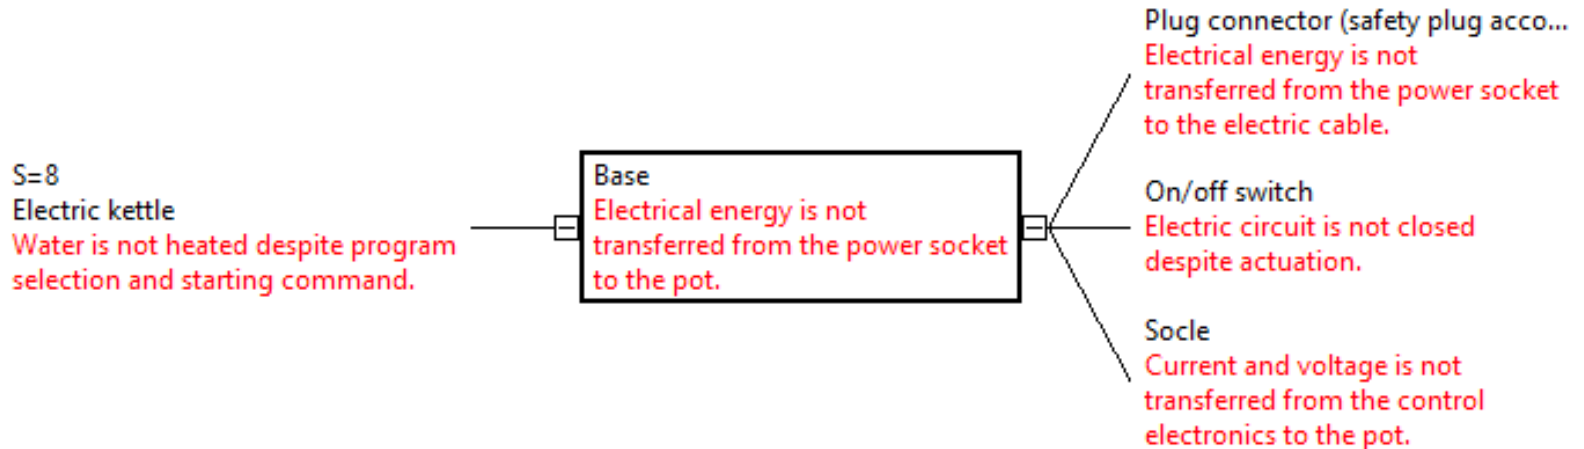 S=8
Electric kettle
Water is not heated despite program
selection and starting command.
Base
Electrical energy is not
transferred from the power socket
to the pot.
Plug connector (safety plug acco...
Electrical energy is not
transferred from the power socket
to the electric cable.
On/off switch
Electric circuit is not closed
despite actuation.
Socle
Current and voltage is not
transferred from the control
electronics to the pot.